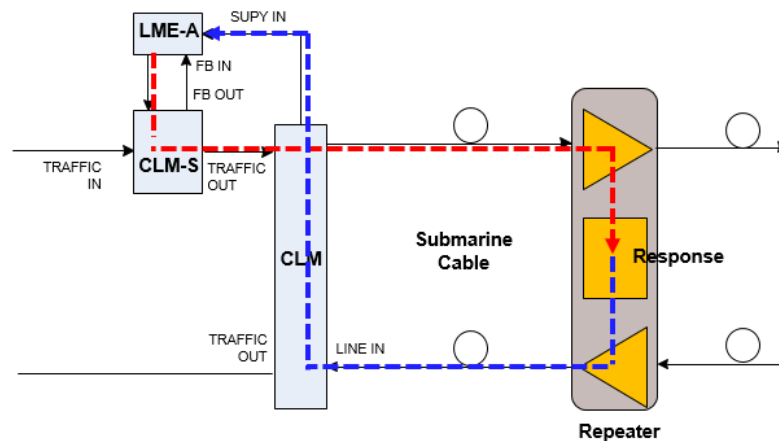 SUPY IN
LME-A
FB IN
FB OUT
TRAFFIC
IN
CLM-S
TRAFFIC
OUT
CLM
Submarine
Cable
Response
TRAFFIC
OUT
LINE IN
Repeater